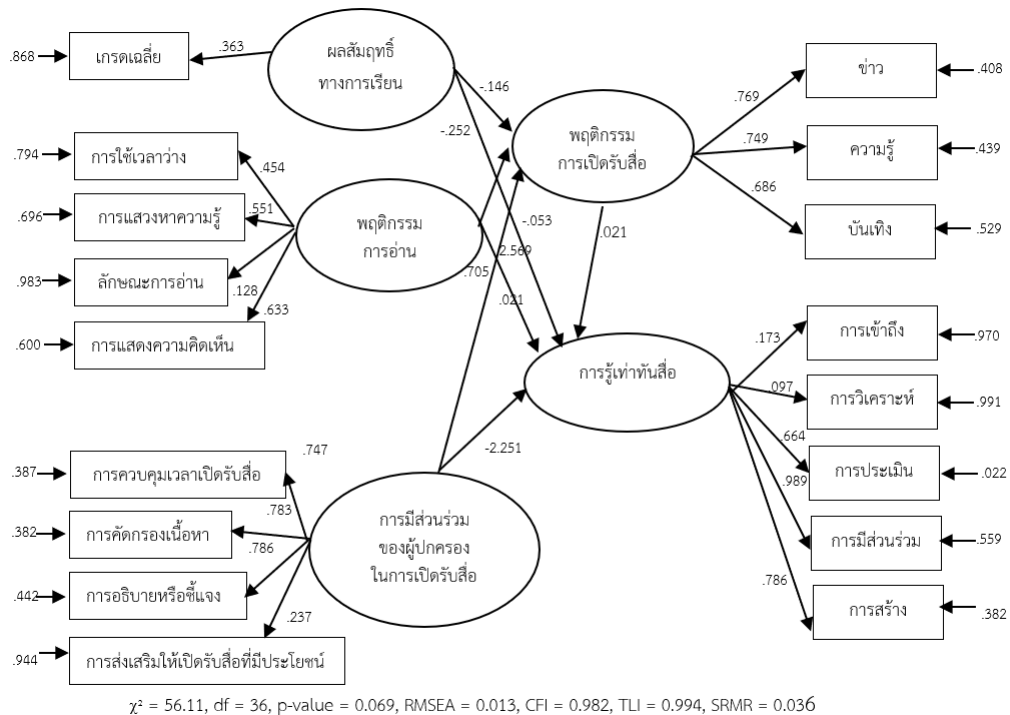 .868
เกรดเฉลี่ย
.363
ผลสัมฤทธิ์
ทางการเรียน
-.146
-.252
พฤติกรรม
การเปิดรับสื่อ
.769
.749
.686
ข่าว
.408
ความรู้
.439
บันเทิง
.529
.794
การใช้เวลาว่าง
.454
.696
การแสวงหาความรู้
.551
.983
ลักษณะการอ่าน
.128
.600
การแสดงความคิดเห็น
.633
พฤติกรรม
การอ่าน
-.053
2.569
.705
.021
.021
การรู้เท่าทันสื่อ
.173
การเข้าถึง
.970
.097
การวิเคราะห์
.991
.664
การประเมิน
.022
.989
การมีส่วนร่วม
.559
.786
การสร้าง
.382
-2.251
.387
การควบคุมเวลาเปิดรับสื่อ
.747
.382
การคัดกรองเนื้อหา
.783
.442
การอธิบายหรือชี้แจง
.786
.944
การส่งเสริมให้เปิดรับสื่อที่มีประโยชน์
.237
การมีส่วนร่วม
ของผู้ปกครอง
ในการเปิดรับสื่อ
χ² = 56.11, df = 36, p-value = 0.069, RMSEA = 0.013, CFI = 0.982, TLI = 0.994, SRMR = 0.036